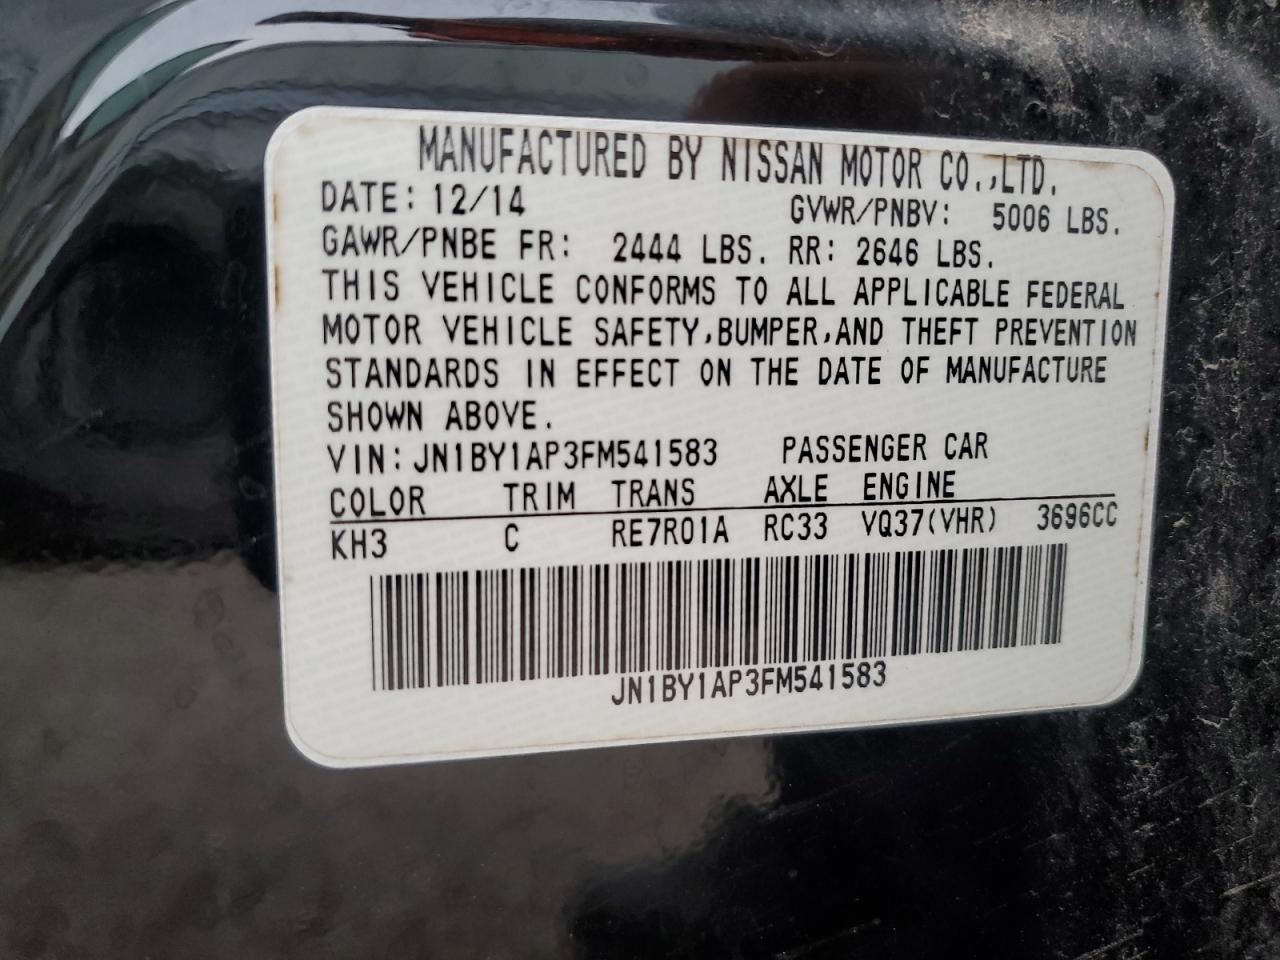 MANUFACTURED BY NISSAN MOTOR CO.,LTD.
DATE: 12/14 GVWR/PNBV: 5006 LBS.
GAWR/PNBE FR: 2444 LBS. RR: 2646 LBS.
THIS VEHICLE CONFORMS TO ALL APPLICABLE FEDERAL
MOTOR VEHICLE SAFETY,BUMPER,AND THEFT PREVENTION
STANDARDS IN EFFECT ON THE DATE OF MANUFACTURE
SHOWN ABOVE.
VIN: JN1BY1AP3FM541583 PASSENGER CAR
COLOR TRIM TRANS AXLE ENGINE
KH3 C RE7R01A RC33 VQ37(VHR) 3696CC
JN1BY1AP3FM541583